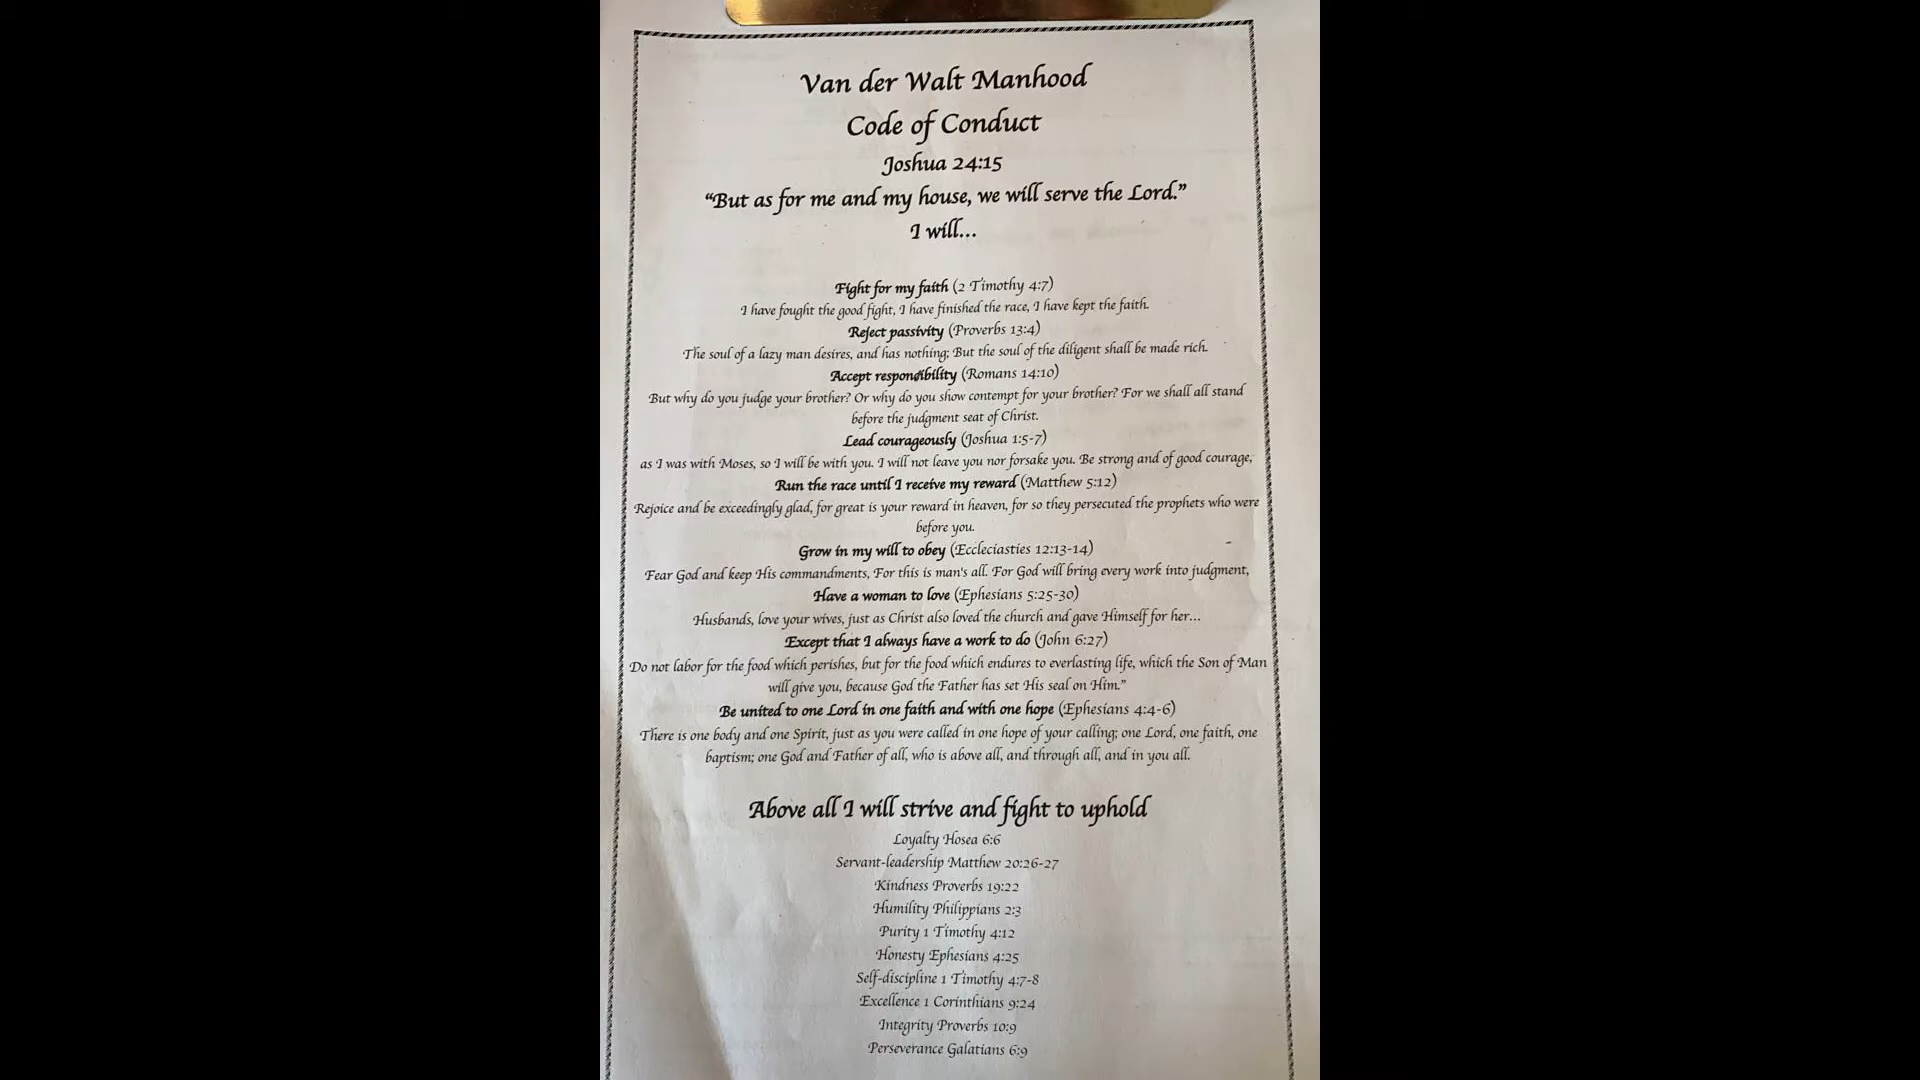 Van der Walt Manhood
Code of Conduct
Joshua 24:15
“But as for me and my house, we will serve the Lord.”
I will...
Fight for my faith (2 Timothy 4:7)
I have fought the good fight, I have finished the race, I have kept the faith.
Reject passivity (Proverbs 13:4)
The soul of a lazy man desires, and has nothing; But the soul of the diligent shall be made rich.
Accept responsibility (Romans 14:10)
But why do you judge your brother? Or why do you show contempt for your brother? For we shall all stand
before the judgment seat of Christ.
Lead courageously (Joshua 1:5-7)
as I was with Moses, so I will be with you. I will not leave you nor forsake you. Be strong and of good courage,
Run the race until I receive my reward (Matthew 5:12)
Rejoice and be exceedingly glad, for great is your reward in heaven, for so they persecuted the prophets who were
before you.
Grow in my will to obey (Eccleciasties 12:13-14)
Fear God and keep His commandments, For this is man's all. For God will bring every work into judgment,
Have a woman to love (Ephesians 5:25-30)
Husbands, love your wives, just as Christ also loved the church and gave Himself for her...
Except that I always have a work to do (John 6:27)
Do not labor for the food which perishes, but for the food which endures to everlasting life, which the Son of Man
will give you, because God the Father has set His seal on Him.”
Be united to one Lord in one faith and with one hope (Ephesians 4:4-6)
There is one body and one Spirit, just as you were called in one hope of your calling; one Lord, one faith, one
baptism; one God and Father of all, who is above all, and through all, and in you all.
Above all I will strive and fight to uphold
Loyalty Hosea 6:6
Servant-leadership Matthew 20:26-27
Kindness Proverbs 19:22
Humility Philippians 2:3
Purity 1 Timothy 4:12
Honesty Ephesians 4:25
Self-discipline 1 Timothy 4:7-8
Excellence 1 Corinthians 9:24
Integrity Proverbs 10:9
Perseverance Galatians 6:9